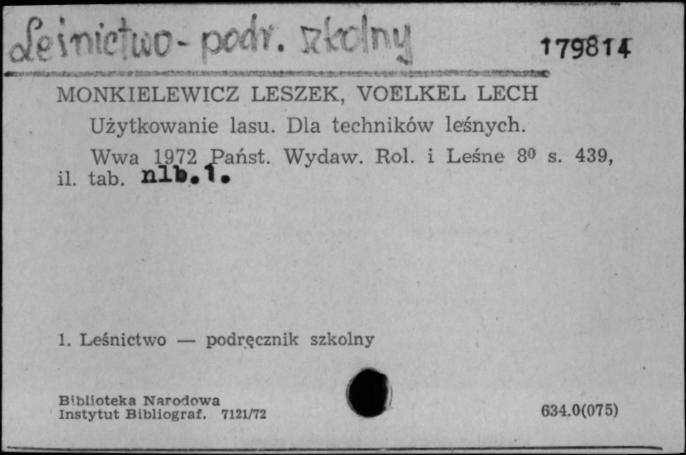 Leśnictwo - podr. szkolny
179814
MONKIELEWICZ LESZEK, VOELKEL LECH
Użytkowanie lasu. Dla techników leśnych.
Wwa 1972 Państ. Wydaw. Rol. i Leśne 8⁰ s. 439,
il. tab. nlb.1.
1. Leśnictwo — podręcznik szkolny
Biblioteka Narodowa
Instytut Bibliograf. 7121/72
634.0(075)